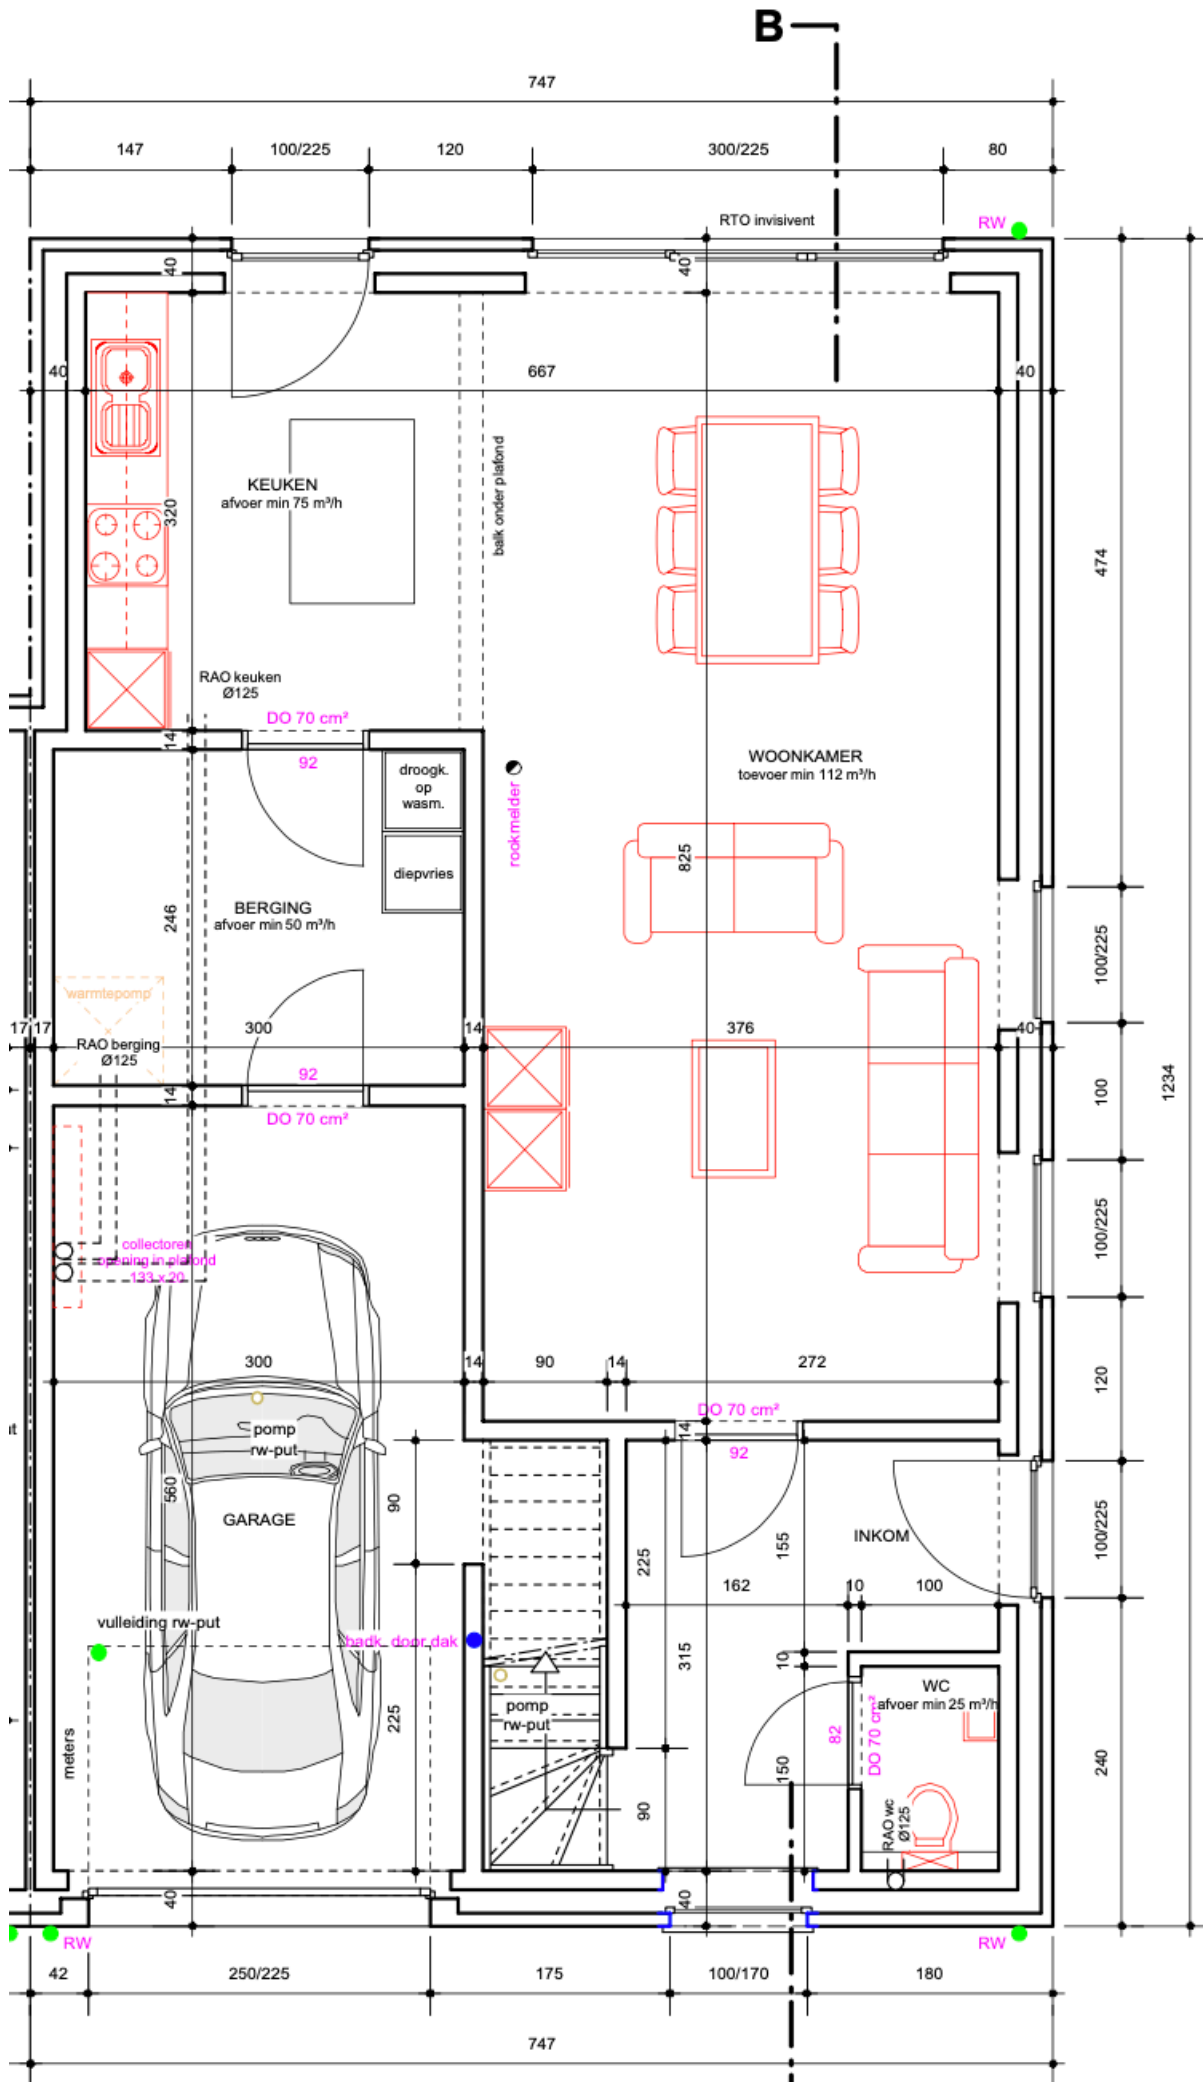 B
747
147
100/225
120
300/225
80
RTO invisivent
RW
40
40
40
667
40
KEUKEN
afvoer min 75 m³/h
320
balk onder plafond
474
RAO keuken
Ø125
DO 70 cm²
14
92
droogk.
op
wasm.
WOONKAMER
toevoer min 112 m³/h
rookmelder
825
diepvries
BERGING
afvoer min 50 m³/h
246
100/225
warmtepomp
17
17
300
14
376
40
RAO berging
Ø125
92
14
DO 70 cm²
100
1234
collectoren
opening in plafond
133 x 20
100/225
300
14
90
14
272
120
DO 70 cm²
14
92
pomp
rw-put
560
90
GARAGE
INKOM
225
155
100/225
162
10
100
vulleiding rw-put
badk. door dak
315
10
WC
afvoer min 25 m³/h
pomp
rw-put
225
meters
82
DO 70 cm²
150
240
90
RAO wc
Ø125
40
40
RW
RW
42
250/225
175
100/170
180
747